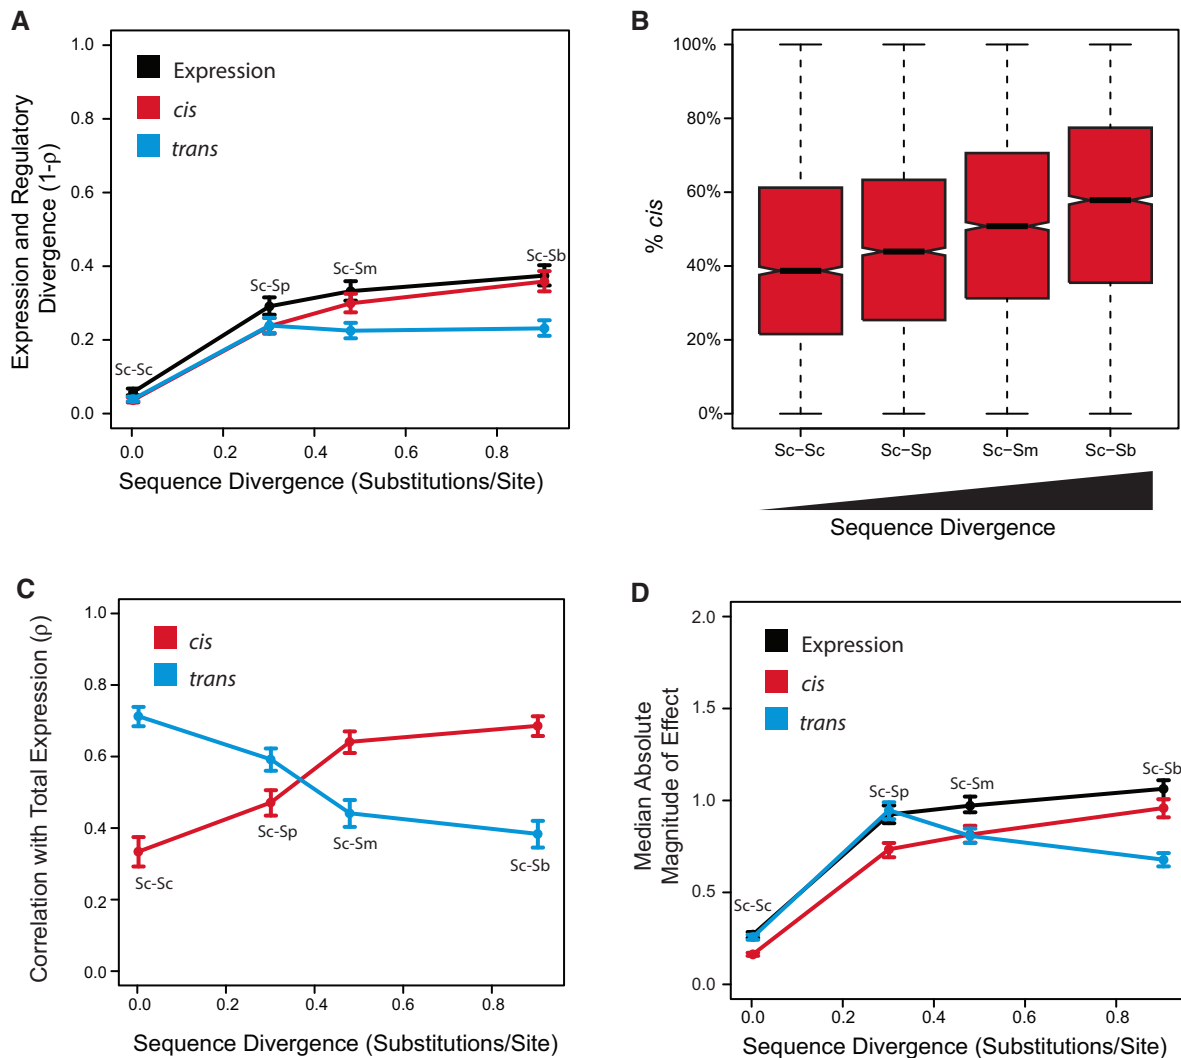 A
Expression and Regulatory
Divergence (1-ρ)
1.0
0.8
0.6
0.4
0.2
0.0
Expression
cis
trans
Sc-Sc
Sc-Sp
Sc-Sm
Sc-Sb
0.0
0.2
0.4
0.6
0.8
Sequence Divergence (Substitutions/Site)
B
% cis
100%
80%
60%
40%
20%
0%
Sc−Sc
Sc−Sp
Sc−Sm
Sc−Sb
Sequence Divergence
C
Correlation with Total Expression (ρ)
1.0
0.8
0.6
0.4
0.2
0.0
cis
trans
Sc-Sc
Sc-Sp
Sc-Sm
Sc-Sb
0.0
0.2
0.4
0.6
0.8
Sequence Divergence (Substitutions/Site)
D
Median Absolute
Magnitude of Effect
2.0
1.5
1.0
0.5
0.0
Expression
cis
trans
Sc-Sc
Sc-Sp
Sc-Sm
Sc-Sb
0.0
0.2
0.4
0.6
0.8
Sequence Divergence (Substitutions/Site)